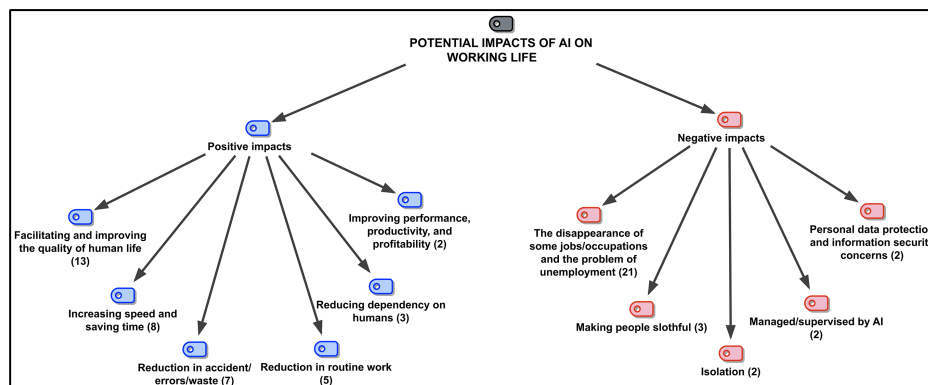 POTENTIAL IMPACTS OF AI ON
WORKING LIFE
Positive impacts
Negative impacts
Facilitating and improving
the quality of human life
(13)
Increasing speed and
saving time (8)
Reduction in accident/
errors/waste (7)
Reduction in routine work
(5)
Reducing dependency on
humans (3)
Improving performance,
productivity, and
profitability (2)
The disappearance of
some jobs/occupations
and the problem of
unemployment (21)
Making people slothful (3)
Isolation (2)
Managed/supervised by AI
(2)
Personal data protection
and information securit
concerns (2)